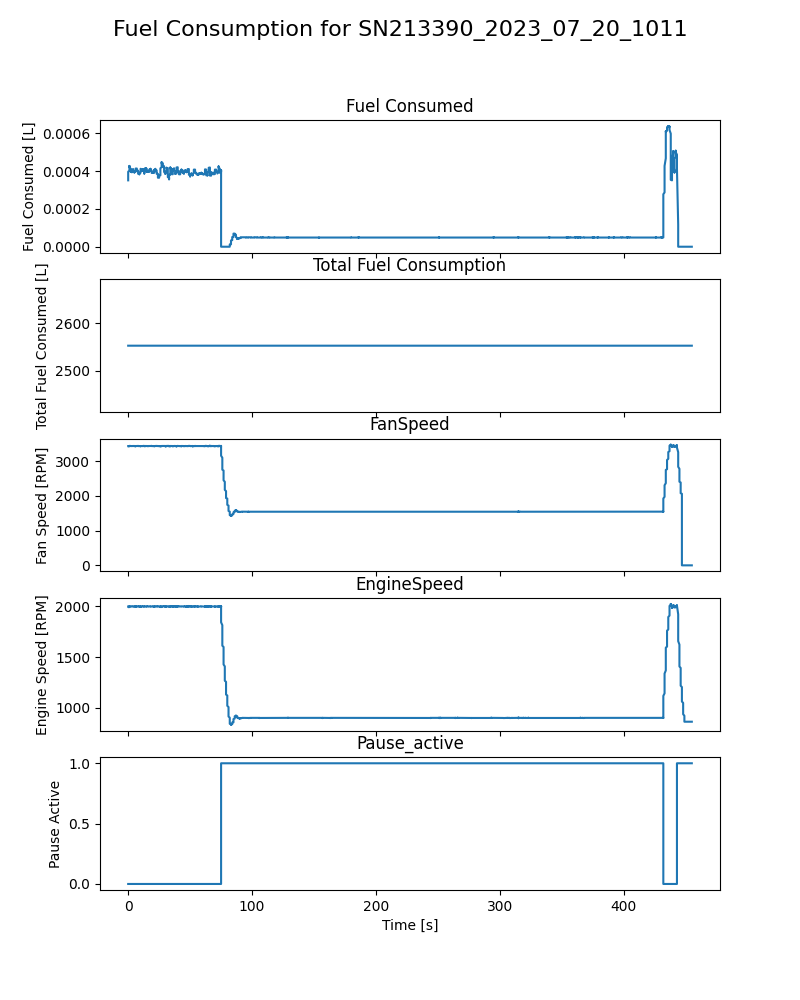 Fuel Consumption for SN213390_2023_07_20_1011
Fuel Consumed
Fuel Consumed [L]
0.0006
0.0004
0.0002
0.0000
Total Fuel Consumption
Total Fuel Consumed [L]
2600
2500
FanSpeed
Fan Speed [RPM]
3000
2000
1000
0
EngineSpeed
Engine Speed [RPM]
2000
1500
1000
Pause_active
Pause Active
1.0
0.5
0.0
0 100 200 300 400
Time [s]